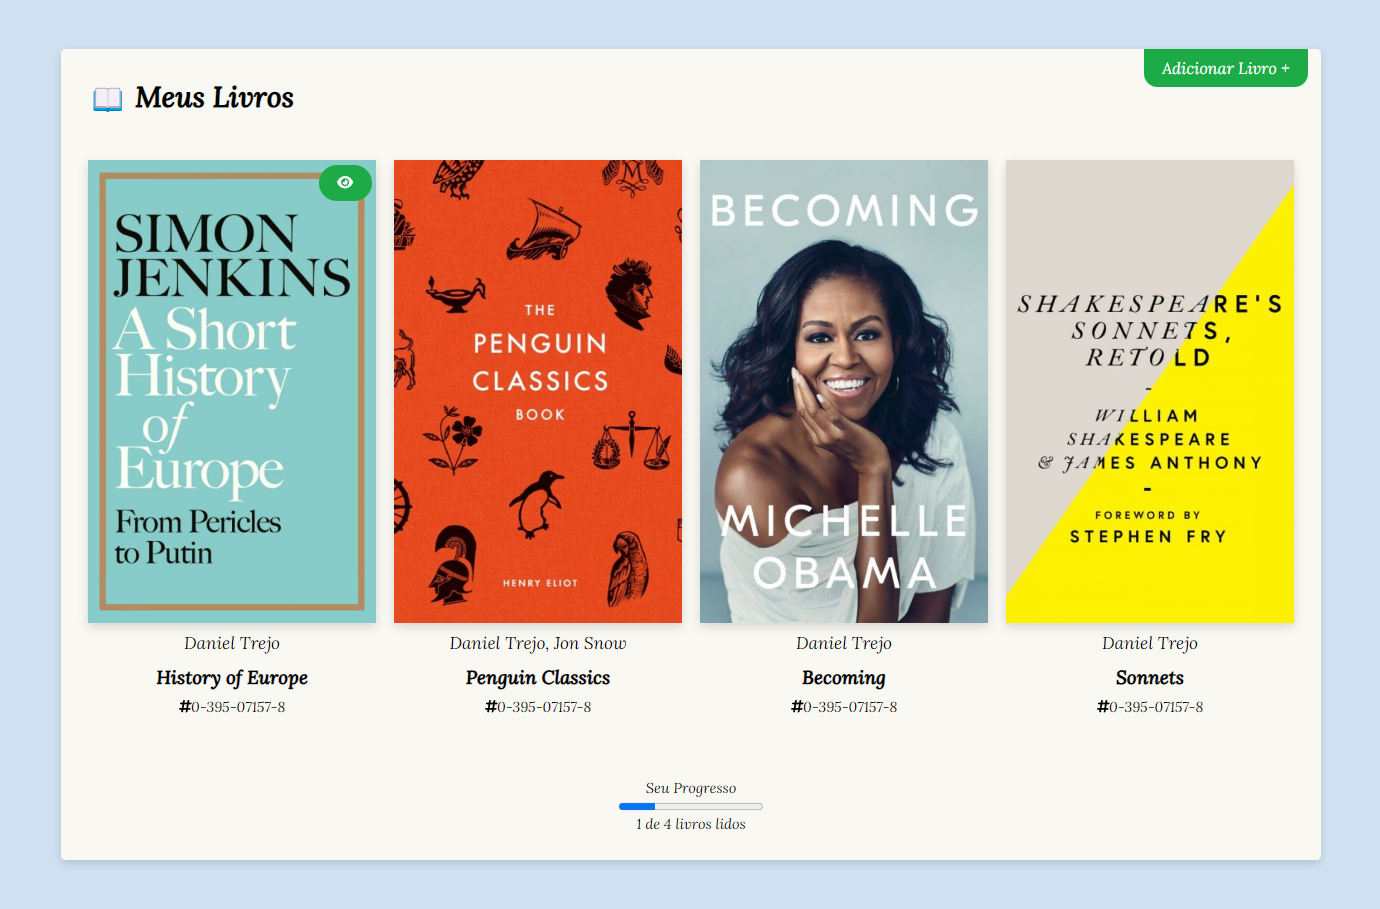 Adicionar Livro +
Meus Livros
SIMON
JENKINS
A Short
History
of
Europe
From Pericles
to Putin
Daniel Trejo
History of Europe
#0-395-07157-8
M
THE
PENGUIN
CLASSICS
BOOK
HENRY ELIOT
Daniel Trejo, Jon Snow
Penguin Classics
#0-395-07157-8
BECOMING
MICHELLE
OBAMA
Daniel Trejo
Becoming
#0-395-07157-8
SHAKESPEARE'S
SONNETS,
RETOLD
-
WILLIAM
SHAKESPEARE
& JAMES ANTHONY
-
FOREWORD BY
STEPHEN FRY
Daniel Trejo
Sonnets
#0-395-07157-8
Seu Progresso
1 de 4 livros lidos